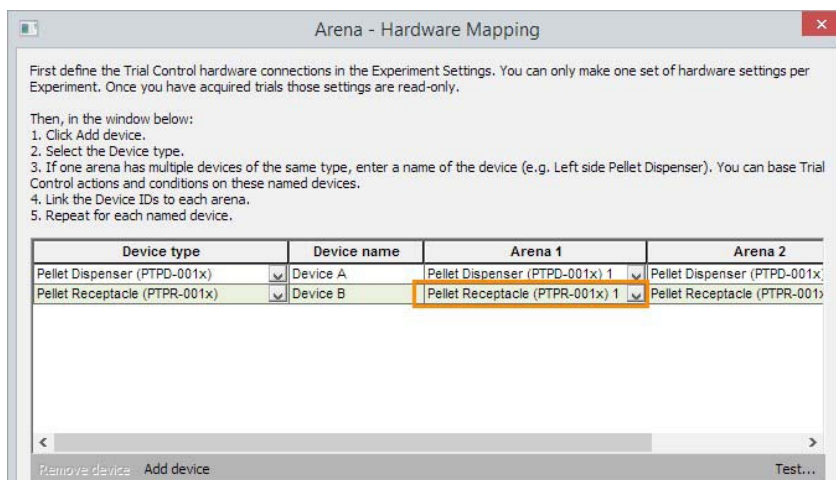 Arena - Hardware Mapping
First define the Trial Control hardware connections in the Experiment Settings. You can only make one set of hardware settings per
Experiment. Once you have acquired trials those settings are read-only.
Then, in the window below:
1. Click Add device.
2. Select the Device type.
3. If one arena has multiple devices of the same type, enter a name of the device (e.g. Left side Pellet Dispenser). You can base Trial
Control actions and conditions on these named devices.
4. Link the Device IDs to each arena.
5. Repeat for each named device.
Device type Device name Arena 1 Arena 2
Pellet Dispenser (PTPD-001x) Device A Pellet Dispenser (PTPD-001x) 1 Pellet Dispenser (PTPD-001x)
Pellet Receptacle (PTPR-001x) Device B Pellet Receptacle (PTPR-001x) 1 Pellet Receptacle (PTPR-001x
Remove device Add device Test...